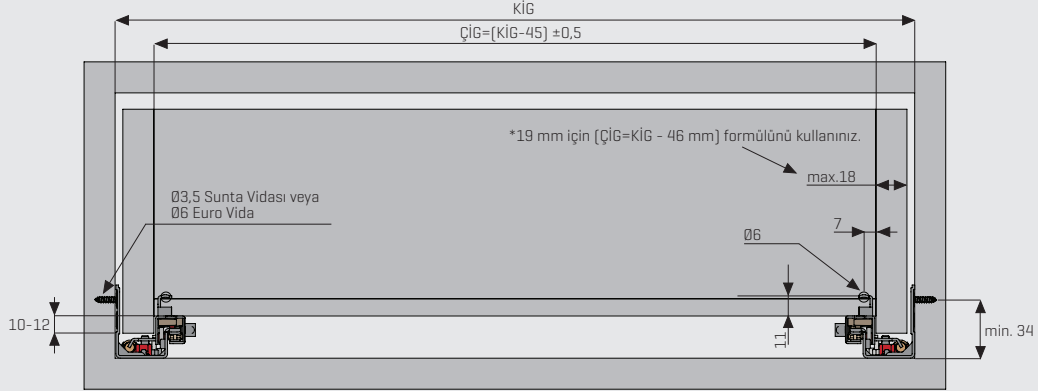 KİG
ÇİG=(KİG-45) ±0,5
*19 mm için (ÇİG=KİG - 46 mm) formülünü kullanınız.
max.18
Ø3,5 Sunta Vidası veya
Ø6 Euro Vida
7
Ø6
10-12
11
min. 34